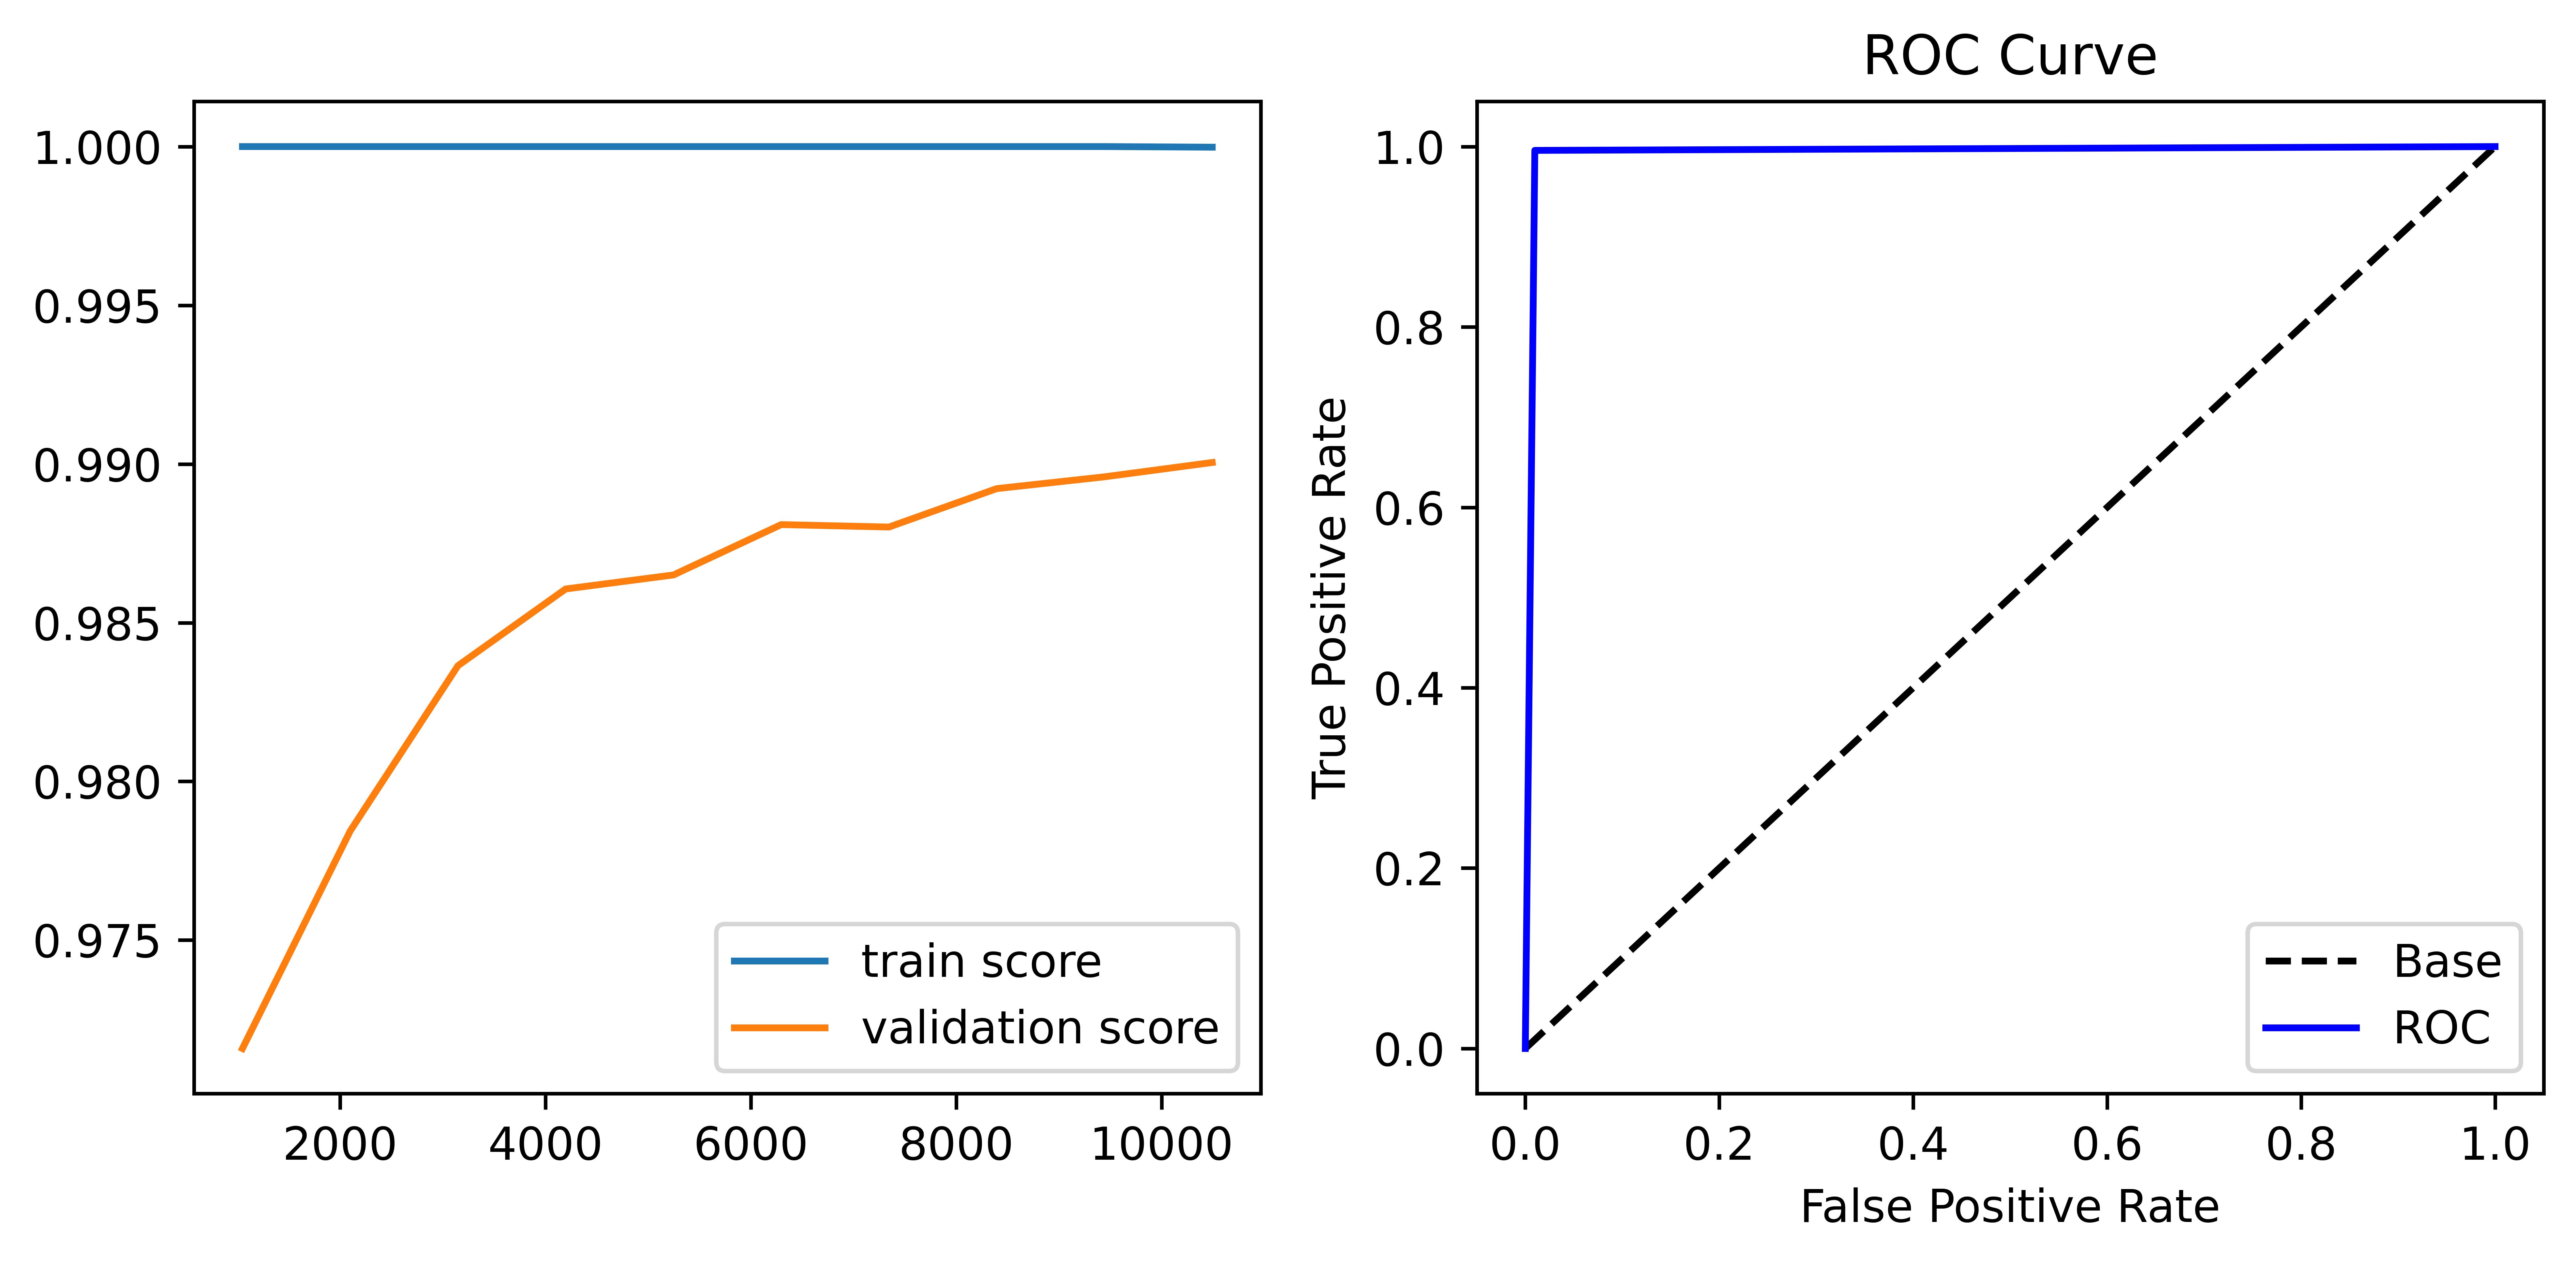 1.000
0.995
0.990
0.985
0.980
0.975
2000 4000 6000 8000 10000
train score
validation score
ROC Curve
True Positive Rate
1.0
0.8
0.6
0.4
0.2
0.0
0.0 0.2 0.4 0.6 0.8 1.0
False Positive Rate
Base
ROC